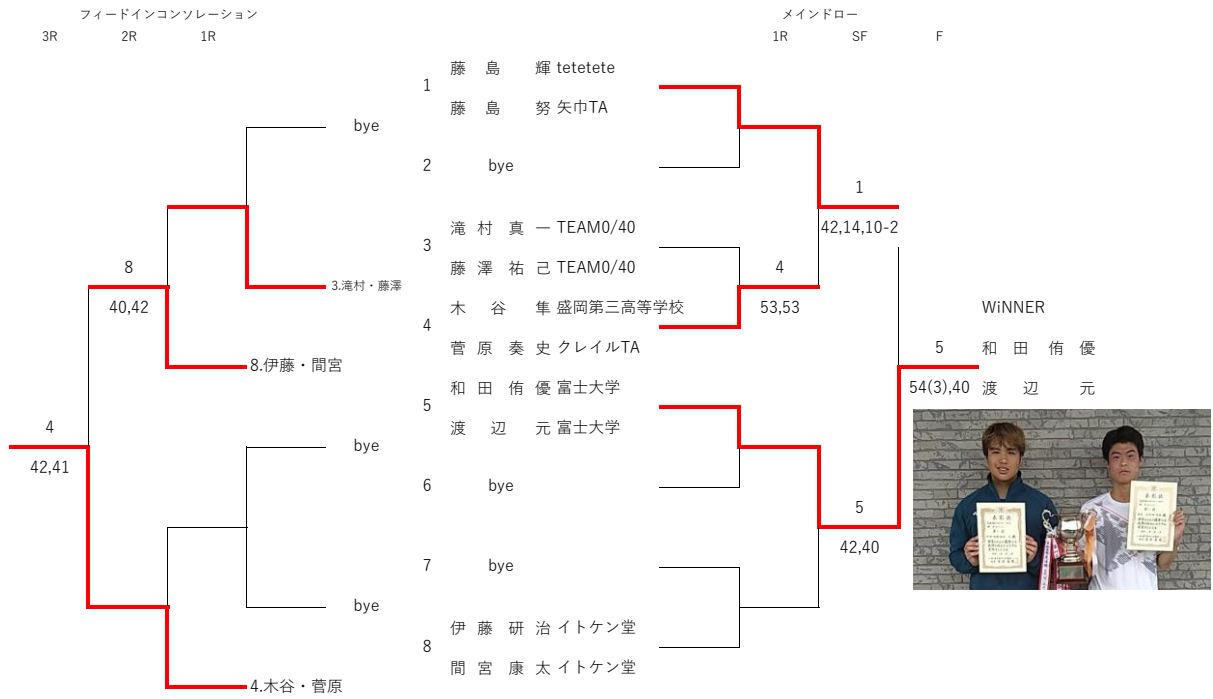 フィードインコンソレーション
3R 2R 1R
メインドロー
1R SF F
1
藤島 輝 tetetete
藤島 努 矢巾TA
2 bye
3
滝村真一 TEAM0/40
藤澤祐己 TEAM0/40
4
木谷 隼 盛岡第三高等学校
菅原奏史 クレイルTA
5
和田侑優 富士大学
渡辺 元 富士大学
6 bye
7 bye
8
伊藤研治 イトケン堂
間宮康太 イトケン堂
4
53,53
1
42,14,10-2
5
42,40
5
54(3),40
WiNNER
和田侑優
渡辺元
bye
3.滝村・藤澤
8
40,42
8.伊藤・間宮
bye
bye
4
42,41
4.木谷・菅原